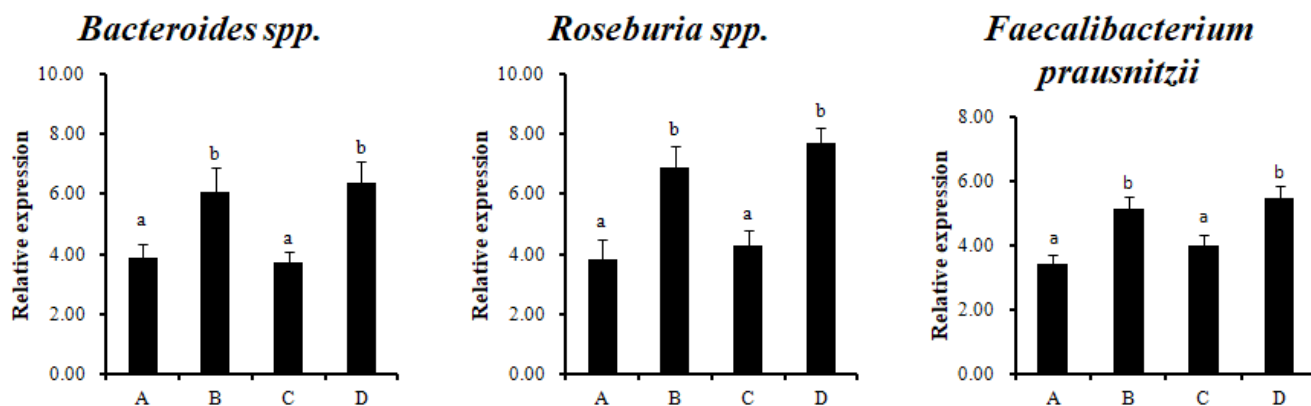 Bacteroides spp.
10.00
8.00
6.00
4.00
2.00
0.00
Relative expression
a
b
a
b
A B C D
Roseburia spp.
10.00
8.00
6.00
4.00
2.00
0.00
Relative expression
a
b
a
b
A B C D
Faecalibacterium
prausnitzii
8.00
6.00
4.00
2.00
0.00
Relative expression
a
b
a
b
A B C D